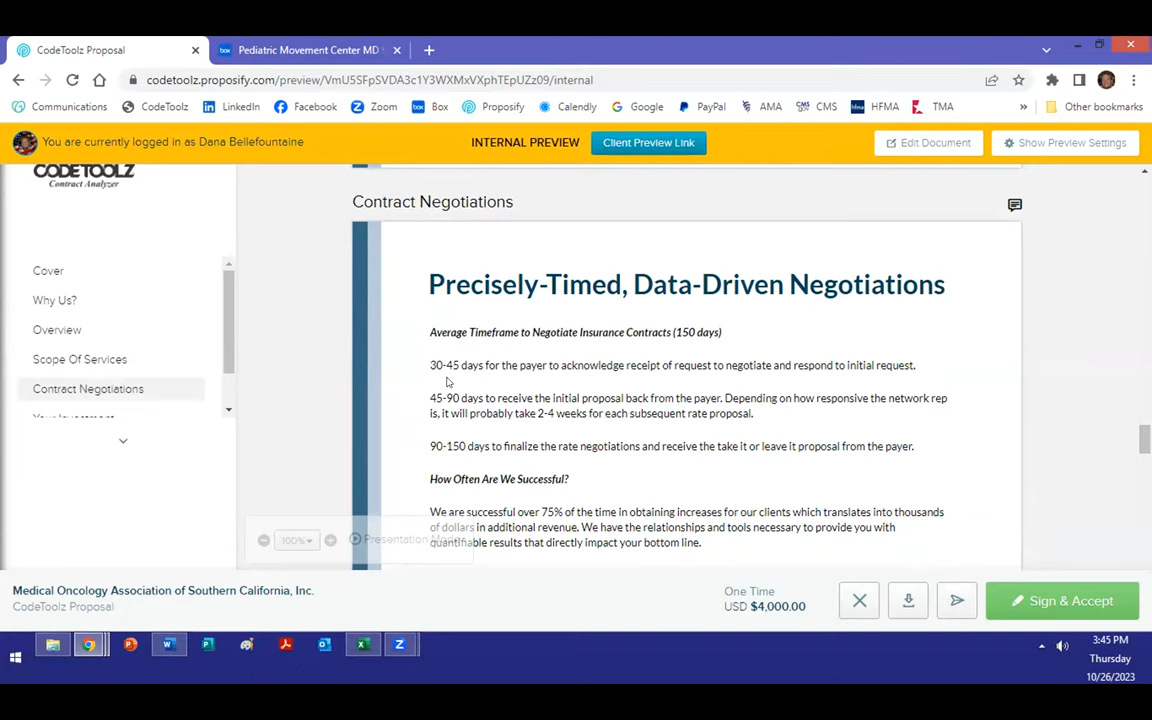 CodeToolz Proposal
Pediatric Movement Center MD
codetoolz.proposify.com/preview/VmU5SFpSVDA3c1Y3WXMxVXphTEpUZz09/internal
Communications CodeToolz LinkedIn Facebook Zoom Box Proposify Calendly Google PayPal AMA CMS HFMA TMA » Other bookmarks
You are currently logged in as Dana Bellefountaine
INTERNAL PREVIEW
Client Preview Link
Edit Document
Show Preview Settings
CODETOOLZ
Contract Analyzer
Cover
Why Us?
Overview
Scope Of Services
Contract Negotiations
Your Investment
Contract Negotiations
Precisely-Timed, Data-Driven Negotiations
Average Timeframe to Negotiate Insurance Contracts (150 days)
30-45 days for the payer to acknowledge receipt of request to negotiate and respond to initial request.
45-90 days to receive the initial proposal back from the payer. Depending on how responsive the network rep
is, it will probably take 2-4 weeks for each subsequent rate proposal.
90-150 days to finalize the rate negotiations and receive the take it or leave it proposal from the payer.
How Often Are We Successful?
We are successful over 75% of the time in obtaining increases for our clients which translates into thousands
of dollars in additional revenue. We have the relationships and tools necessary to provide you with
quantifiable results that directly impact your bottom line.
100%
Presentation Mode
Medical Oncology Association of Southern California, Inc.
CodeToolz Proposal
One Time
USD $4,000.00
Sign & Accept
3:45 PM
Thursday
10/26/2023